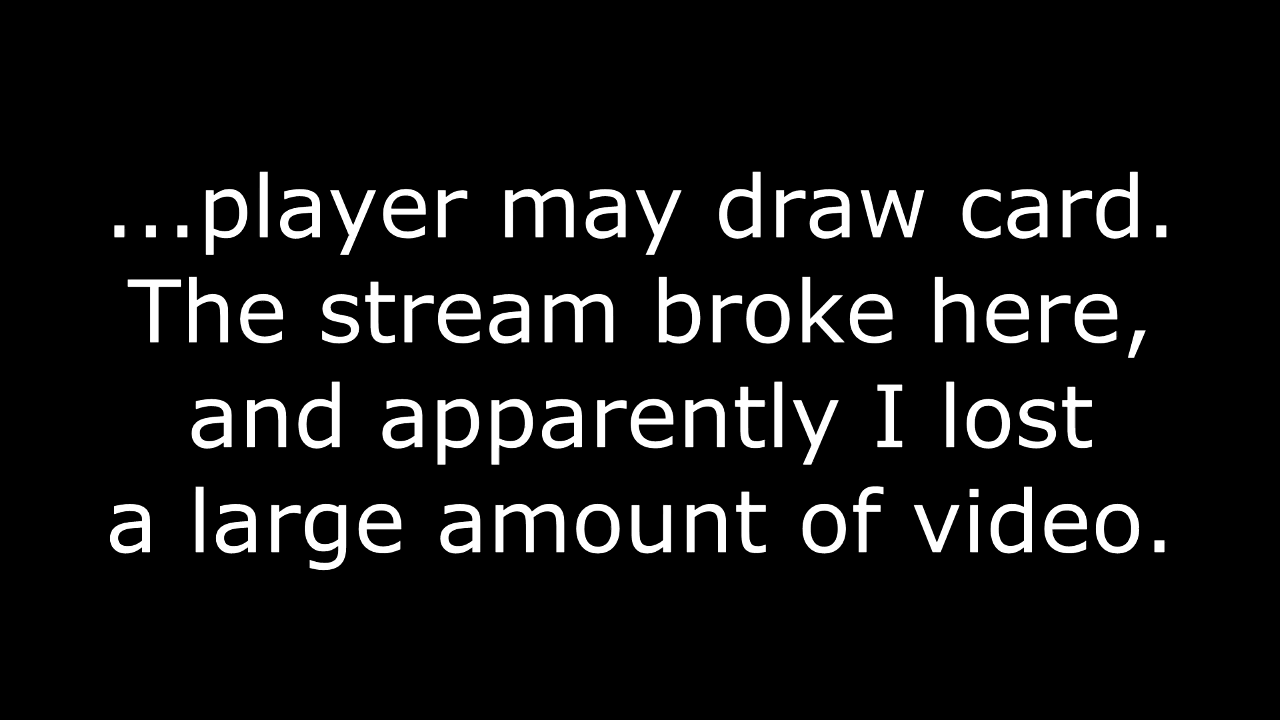 ...player may draw card.
The stream broke here,
and apparently I lost
a large amount of video.